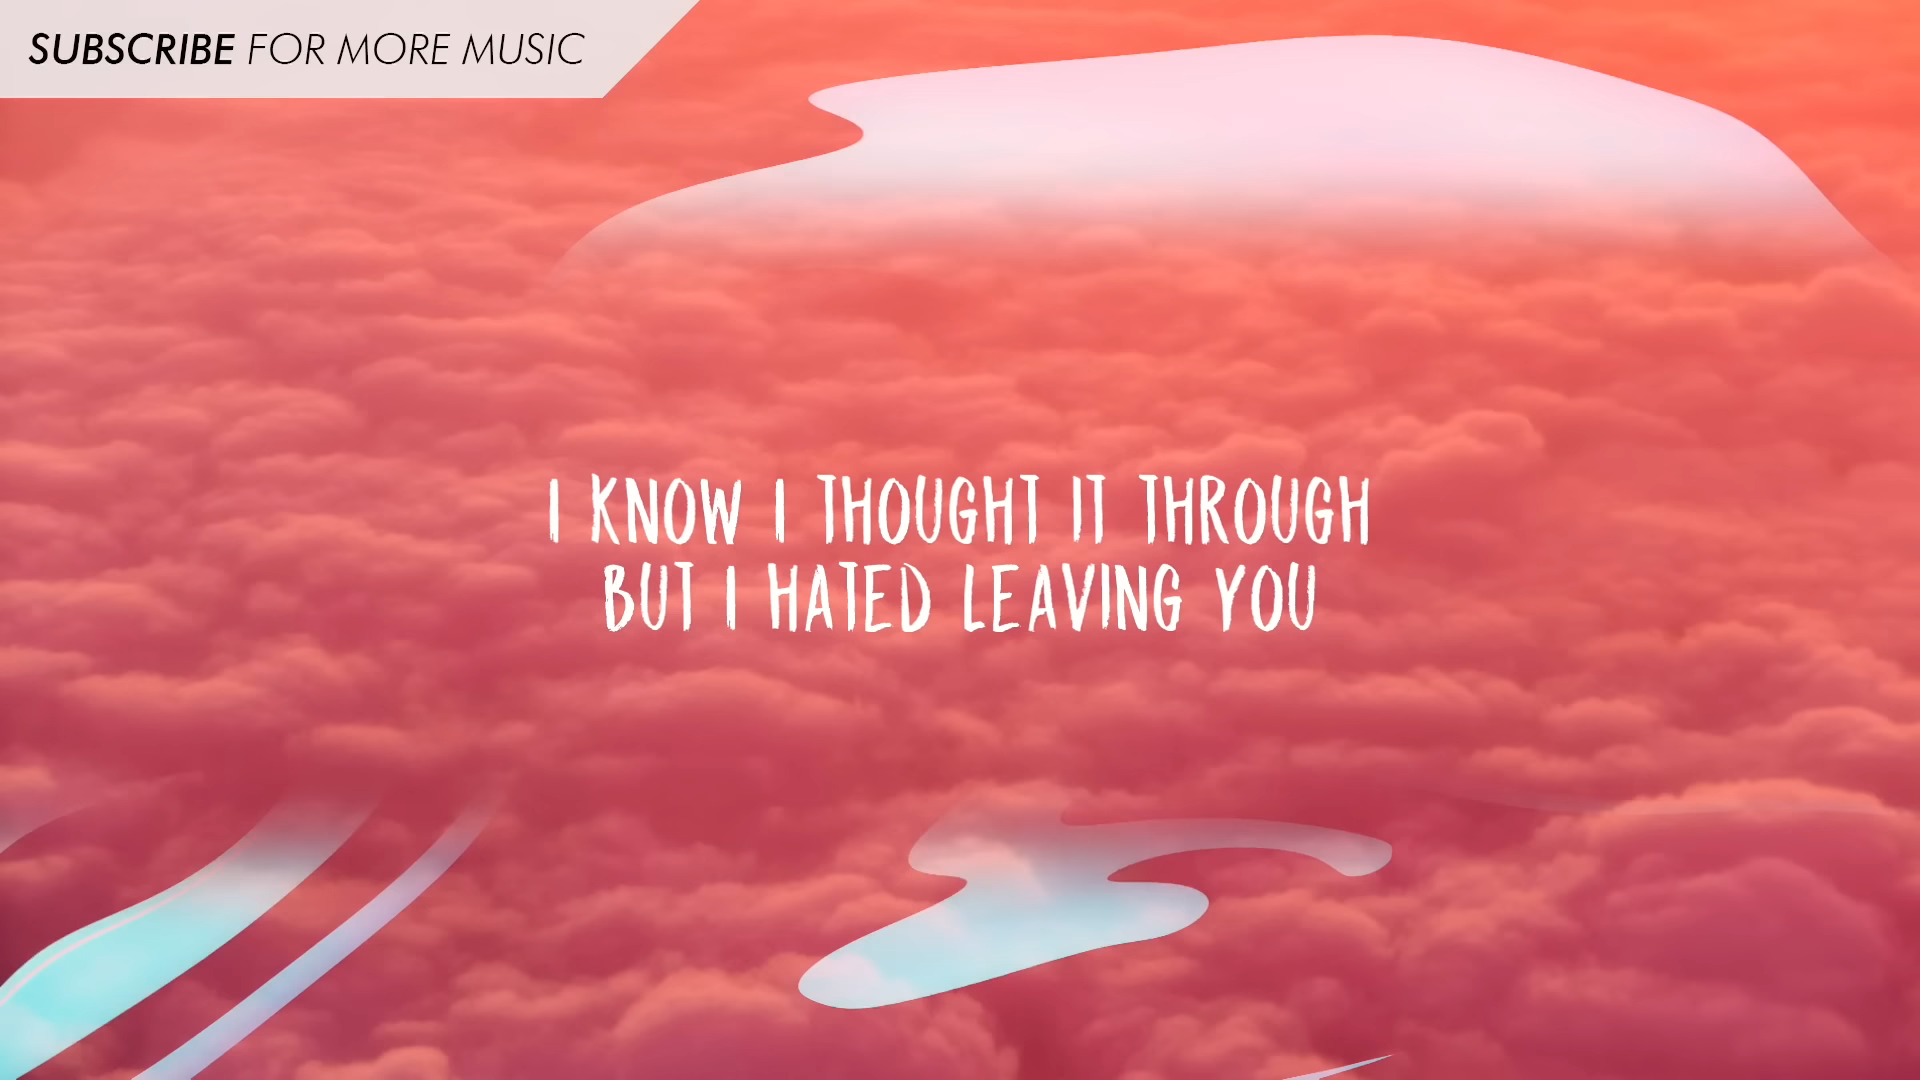 SUBSCRIBE FOR MORE MUSIC
I KNOW I THOUGHT IT THROUGH
BUT I HATED LEAVING YOU